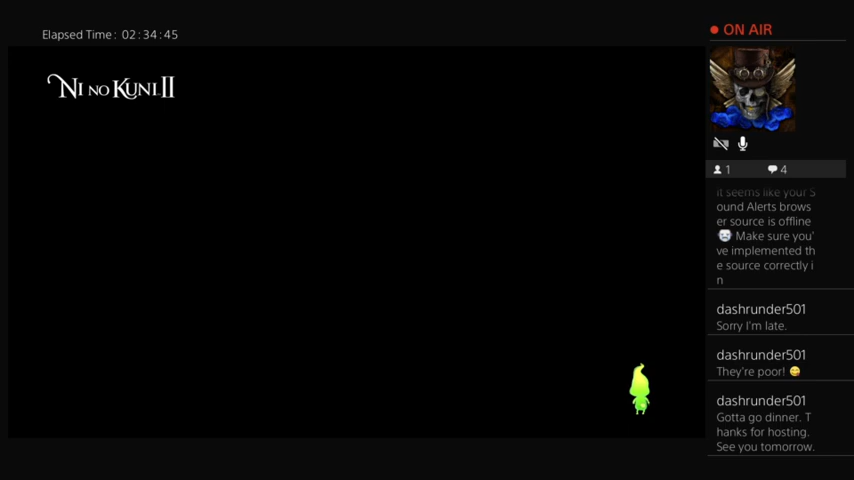 Elapsed Time: 02:34:45
ON AIR
NI NO KUNI II
1
4
It seems like your S
ound Alerts brows
er source is offline
Make sure you'
ve implemented th
e source correctly i
n
dashrunder501
Sorry I'm late.
dashrunder501
They're poor!
dashrunder501
Gotta go dinner. T
hanks for hosting.
See you tomorrow.